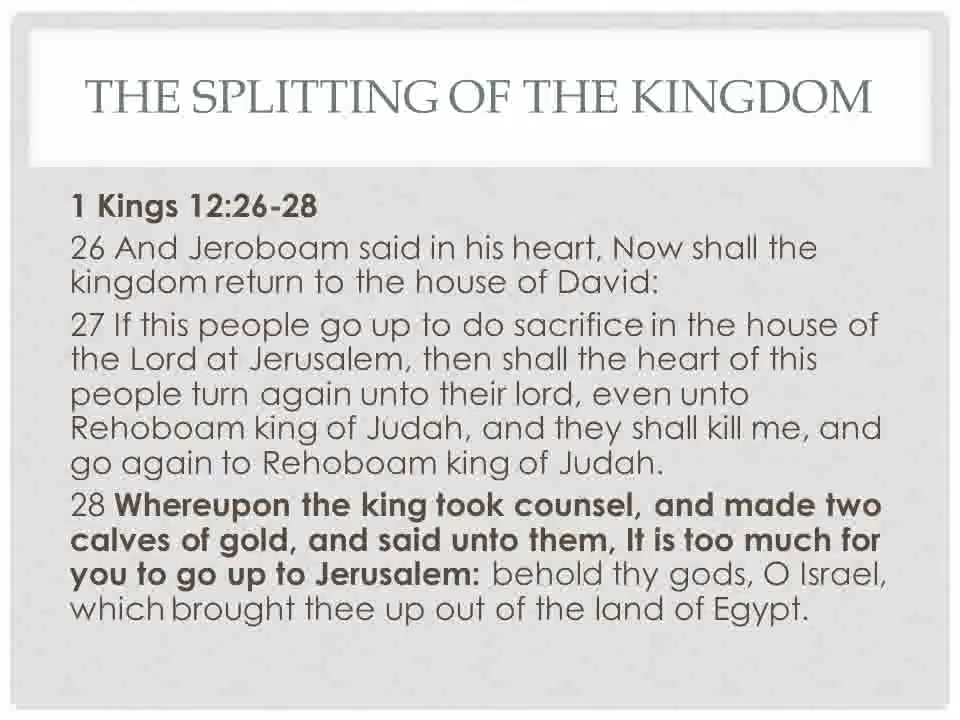 THE SPLITTING OF THE KINGDOM
1 Kings 12:26-28
26 And Jeroboam said in his heart, Now shall the
kingdom return to the house of David:
27 If this people go up to do sacrifice in the house of
the Lord at Jerusalem, then shall the heart of this
people turn again unto their lord, even unto
Rehoboam king of Judah, and they shall kill me, and
go again to Rehoboam king of Judah.
28 Whereupon the king took counsel, and made two
calves of gold, and said unto them, It is too much for
you to go up to Jerusalem: behold thy gods, O Israel,
which brought thee up out of the land of Egypt.